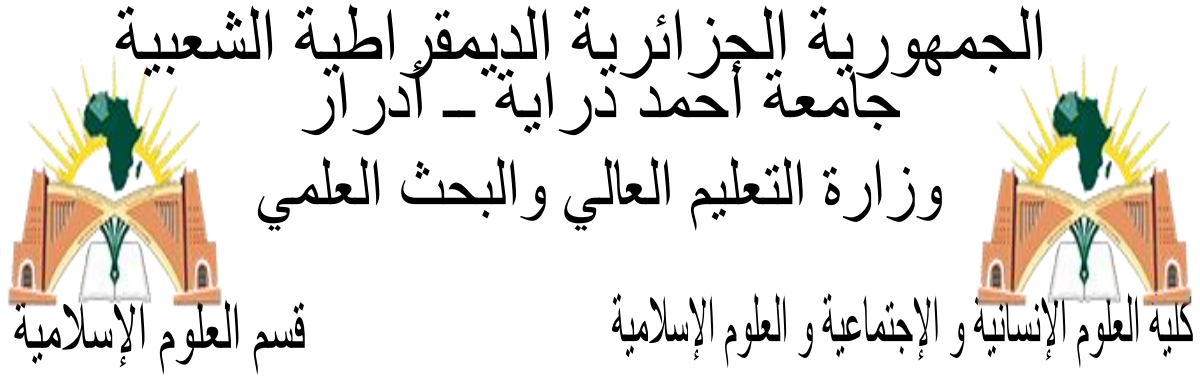 الجمهورية الجزائرية الديمقراطية الشعبية
جامعة أحمد دراية – أدرار
وزارة التعليم العالي والبحث العلمي
كلية العلوم الإنسانية و الإجتماعية و العلوم الإسلامية
قسم العلوم الإسلامية